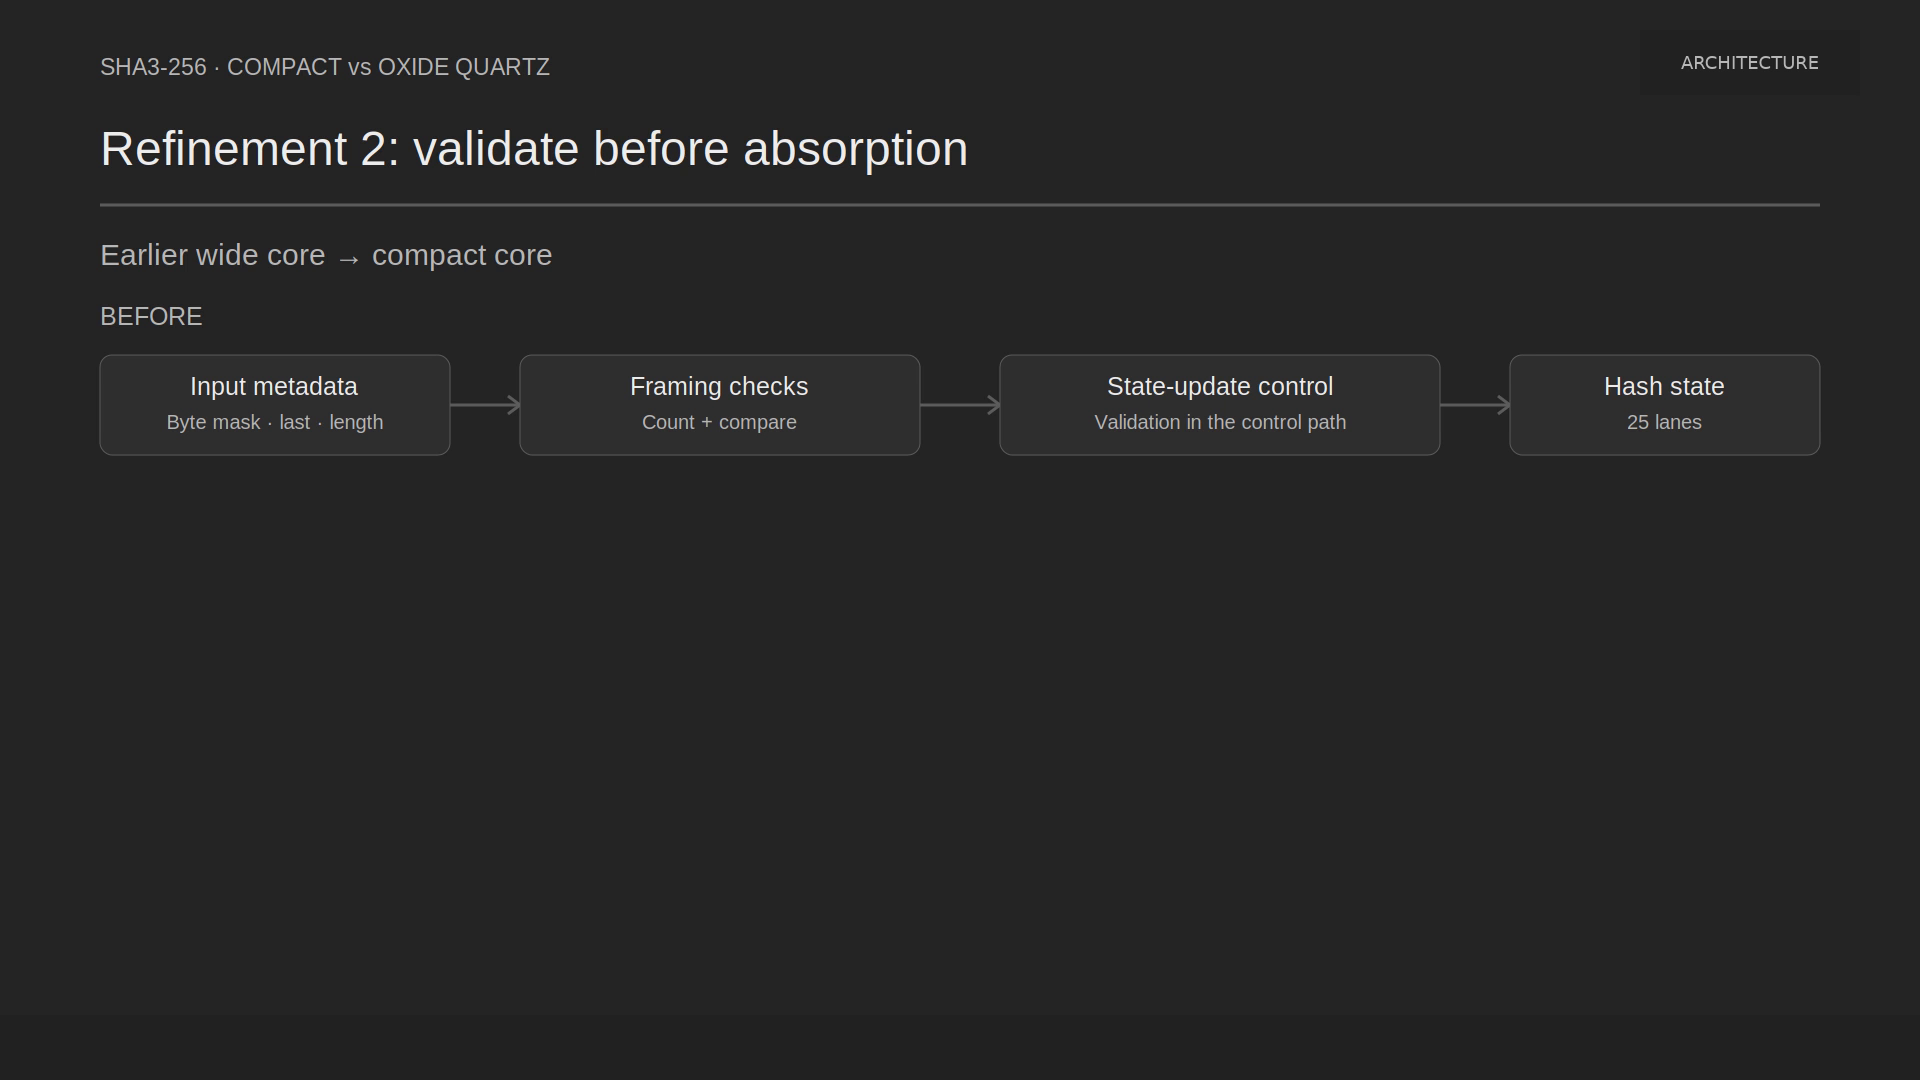 SHA3-256 · COMPACT vs OXIDE QUARTZ
ARCHITECTURE
Refinement 2: validate before absorption
Earlier wide core → compact core
BEFORE
Input metadata
Byte mask · last · length
Framing checks
Count + compare
State-update control
Validation in the control path
Hash state
25 lanes